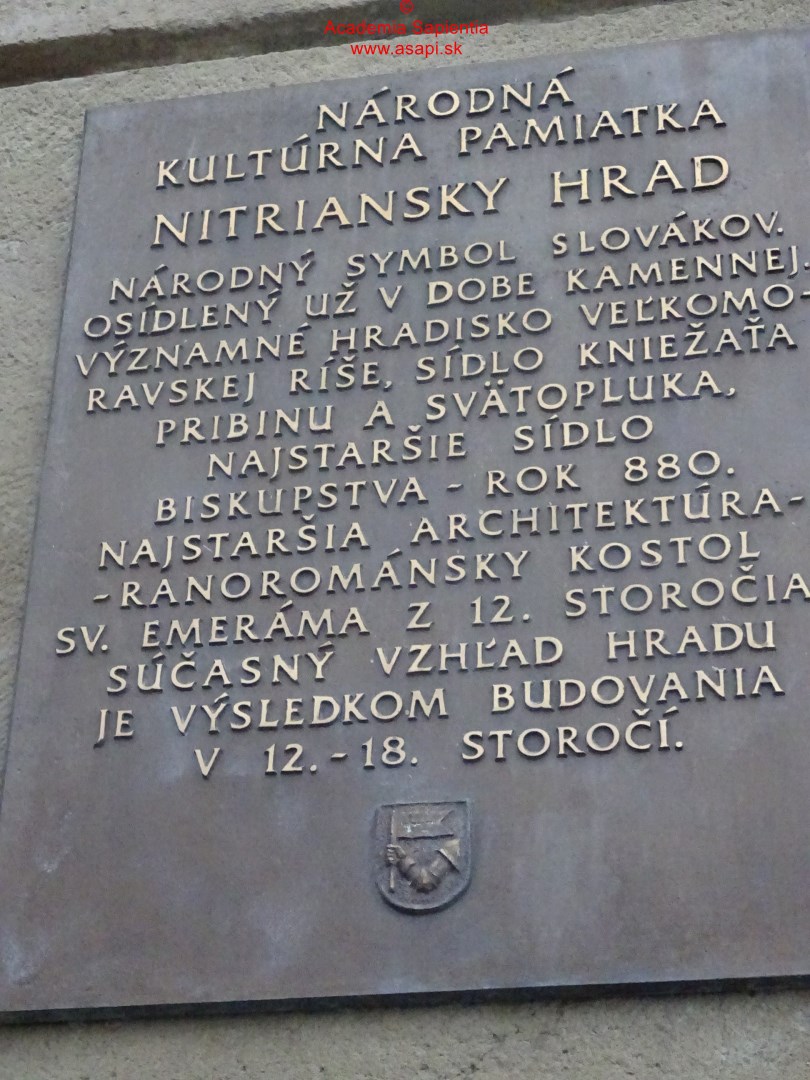 ©
Academia Sapientia
www.asapi.sk
NÁRODNÁ
KULTÚRNA PAMIATKA
NITRIANSKY HRAD
NÁRODNÝ SYMBOL SLOVÁKOV.
OSÍDLENÝ UŽ V DOBE KAMENNEJ.
VÝZNAMNÉ HRADISKO VEĽKOMO-
RAVSKEJ RÍŠE, SÍDLO KNIEŽAŤA
PRIBINU A SVÄTOPLUKA,
NAJSTARŠIE SÍDLO
BISKUPSTVA - ROK 880.
NAJSTARŠIA ARCHITEKTÚRA-
-RANOROMÁNSKY KOSTOL
SV. EMERÁMA Z 12. STOROČIA
SÚČASNÝ VZHĽAD HRADU
JE VÝSLEDKOM BUDOVANIA
V 12.-18. STOROČÍ.